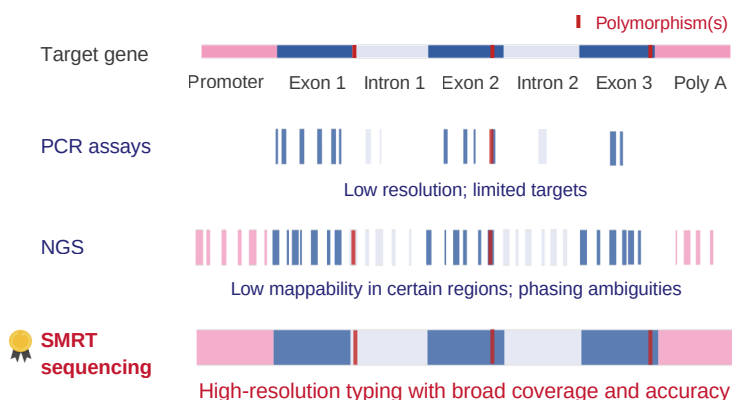 Polymorphism(s)
Target gene
Promoter Exon 1 Intron 1 Exon 2 Intron 2 Exon 3 Poly A
PCR assays
Low resolution; limited targets
NGS
Low mappability in certain regions; phasing ambiguities
SMRT
sequencing
High-resolution typing with broad coverage and accuracy